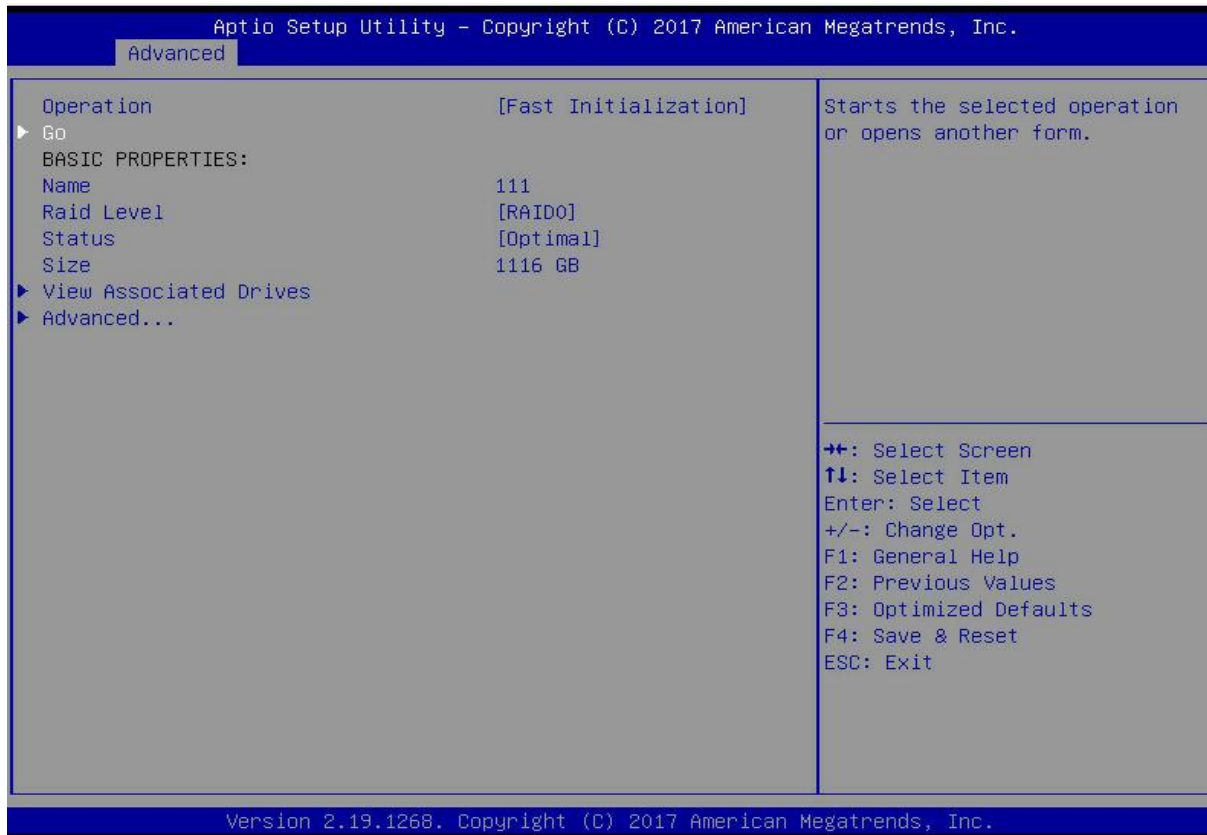 Aptio Setup Utility – Copyright (C) 2017 American Megatrends, Inc.
Advanced
Operation [Fast Initialization]
▶ Go
BASIC PROPERTIES:
Name 111
Raid Level [RAID0]
Status [Optimal]
Size 1116 GB
▶ View Associated Drives
▶ Advanced...
Starts the selected operation
or opens another form.
→←: Select Screen
↑↓: Select Item
Enter: Select
+/-: Change Opt.
F1: General Help
F2: Previous Values
F3: Optimized Defaults
F4: Save & Reset
ESC: Exit
Version 2.19.1268. Copyright (C) 2017 American Megatrends, Inc.